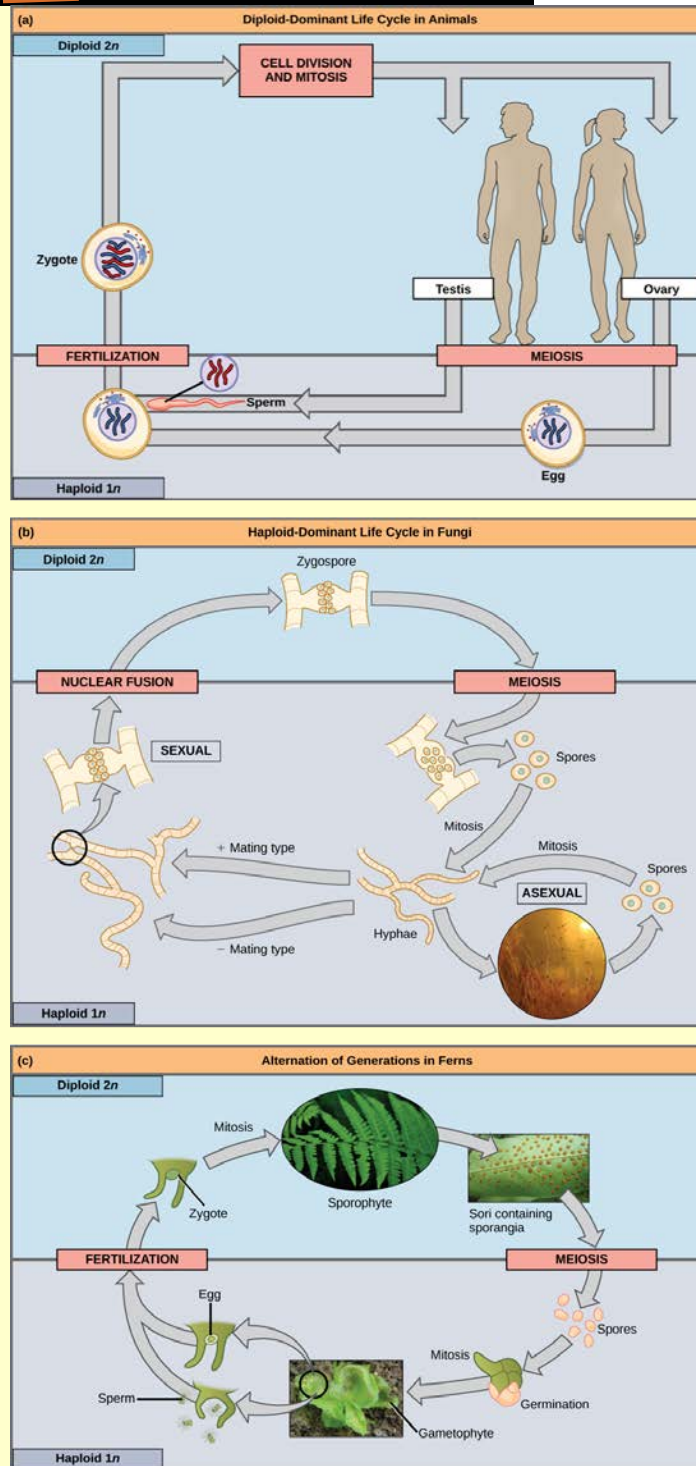 (a) Diploid-Dominant Life Cycle in Animals
Diploid 2n
CELL DIVISION
AND MITOSIS
Zygote
Testis
Ovary
FERTILIZATION
MEIOSIS
Sperm
Egg
Haploid 1n
(b) Haploid-Dominant Life Cycle in Fungi
Diploid 2n
Zygospore
NUCLEAR FUSION
MEIOSIS
SEXUAL
Spores
Mitosis
+ Mating type
Mitosis
Spores
ASEXUAL
Hyphae
− Mating type
Haploid 1n
(c) Alternation of Generations in Ferns
Diploid 2n
Mitosis
Zygote
Sporophyte
Sori containing
sporangia
FERTILIZATION
MEIOSIS
Egg
Spores
Mitosis
Sperm
Germination
Gametophyte
Haploid 1n